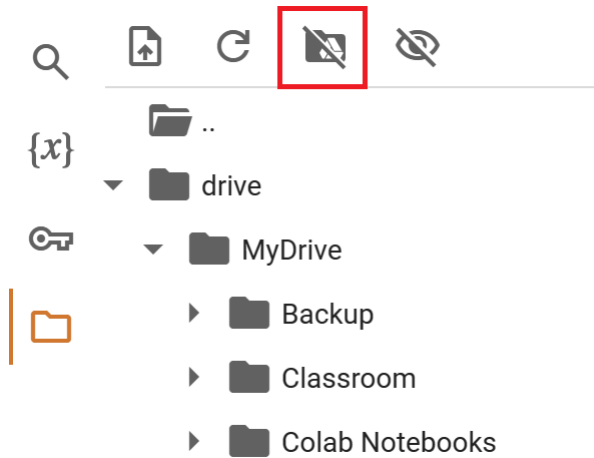 {x}
..
drive
MyDrive
Backup
Classroom
Colab Notebooks